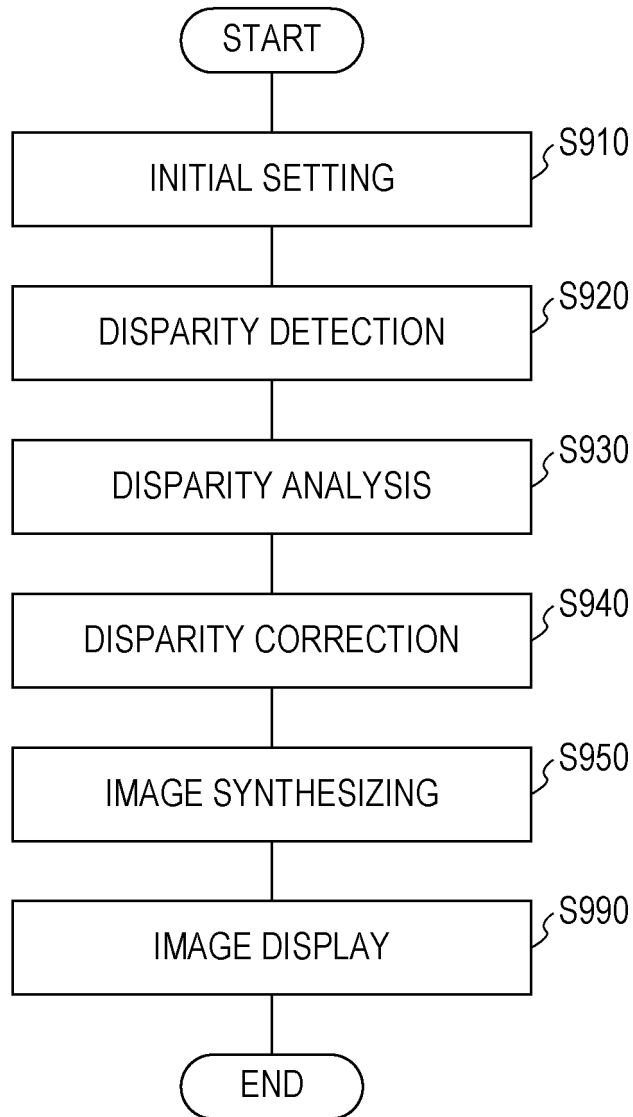 START
INITIAL SETTING
S910
DISPARITY DETECTION
S920
DISPARITY ANALYSIS
S930
DISPARITY CORRECTION
S940
IMAGE SYNTHESIZING
S950
IMAGE DISPLAY
S990
END